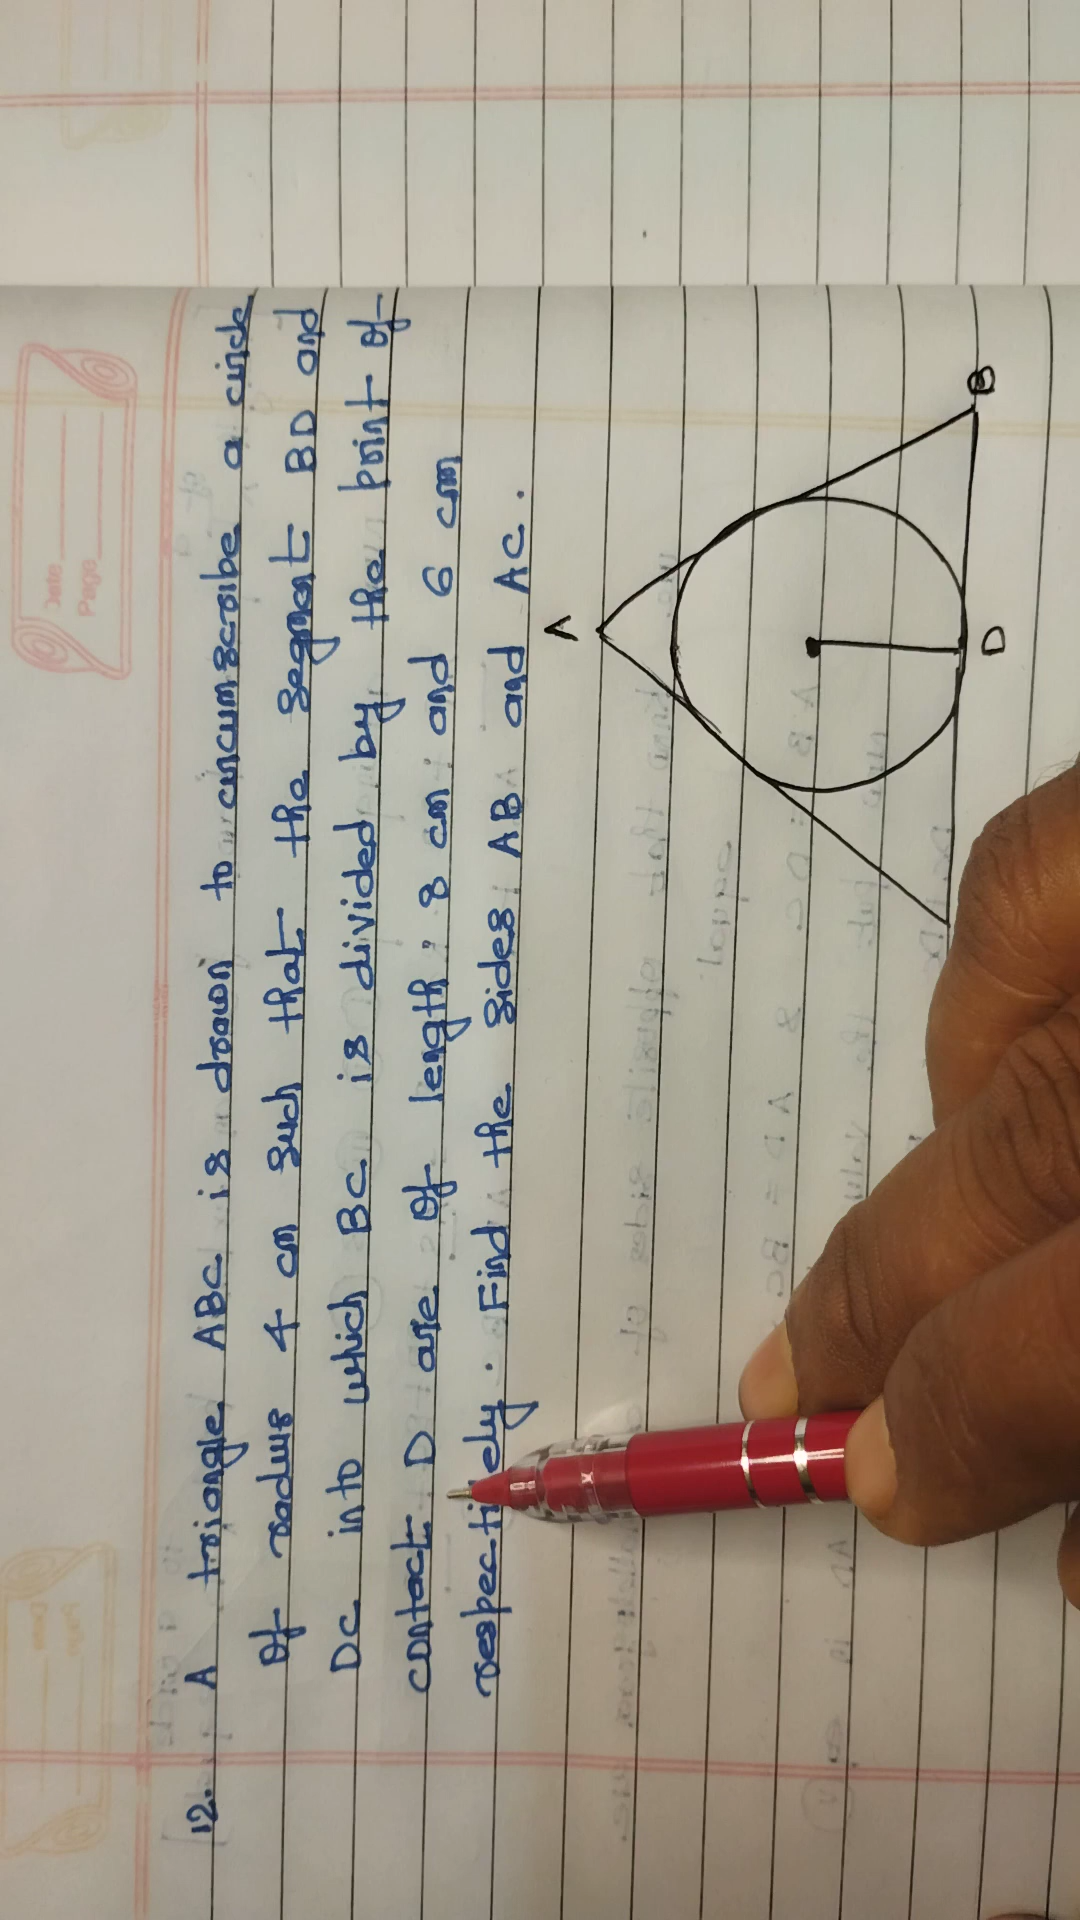 12. A triangle ABC is drawn to circumscribe a circle
of radius 4 cm such that the segment BD and
DC into which BC is divided by the point of
contact D are of length 8 cm and 6 cm
respectively. Find the sides AB and AC.
A
B
D
Date
Page